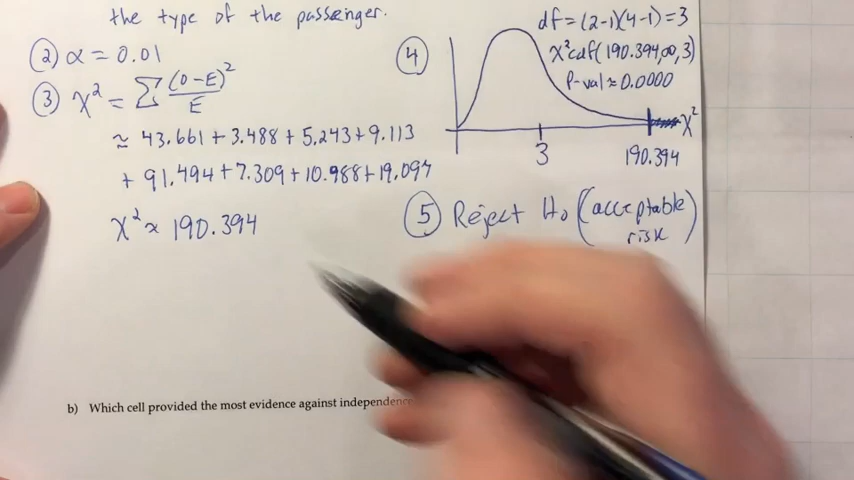 the type of the passenger.
② α = 0.01
③ χ² = Σ (O-E)² / E
≈ 43.661 + 3.488 + 5.243 + 9.113
+ 91.494 + 7.309 + 10.988 + 19.097
χ² ≈ 190.394
④
df = (2-1)(4-1) = 3
χ²cdf(190.394, ∞, 3)
P-val ≈ 0.0000
χ²
3
190.394
⑤ Reject H₀ (acceptable
risk)
b) Which cell provided the most evidence against independence